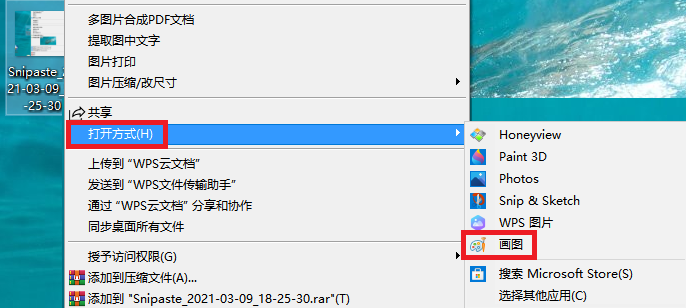 Snipaste_20
21-03-09_18
-25-30
多图片合成PDF文档
提取图中文字
图片打印
图片压缩/改尺寸
共享
打开方式(H)
上传到 “WPS云文档”
发送到 “WPS文件传输助手”
通过 “WPS云文档” 分享和协作
同步桌面所有文件
授予访问权限(G)
添加到压缩文件(A)...
添加到 "Snipaste_2021-03-09_18-25-30.rar"(T)
Honeyview
Paint 3D
Photos
Snip & Sketch
WPS 图片
画图
搜索 Microsoft Store(S)
选择其他应用(C)